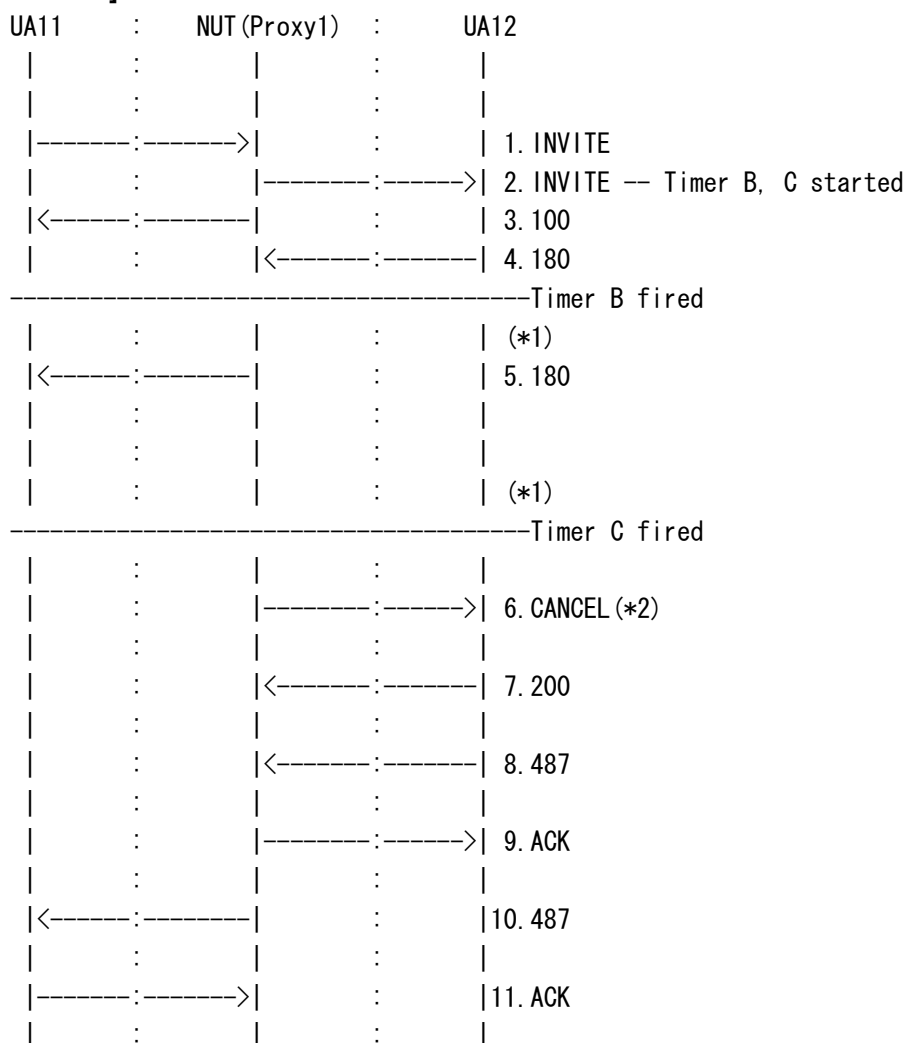 UA11 : NUT(Proxy1) : UA12
| : | : |
| : | : |
|-------:------->| : | 1.INVITE
| : |--------:------>| 2.INVITE -- Timer B, C started
|<------:--------| : | 3.100
| : |<-------:-------| 4.180
---------------------------------------Timer B fired
| : | : | (*1)
|<------:--------| : | 5.180
| : | : |
| : | : |
| : | : | (*1)
---------------------------------------Timer C fired
| : | : |
| : |--------:------>| 6.CANCEL(*2)
| : | : |
| : |<-------:-------| 7.200
| : | : |
| : |<-------:-------| 8.487
| : | : |
| : |--------:------>| 9.ACK
| : | : |
|<------:--------| : |10.487
| : | : |
|-------:------->| : |11.ACK
| : | : |